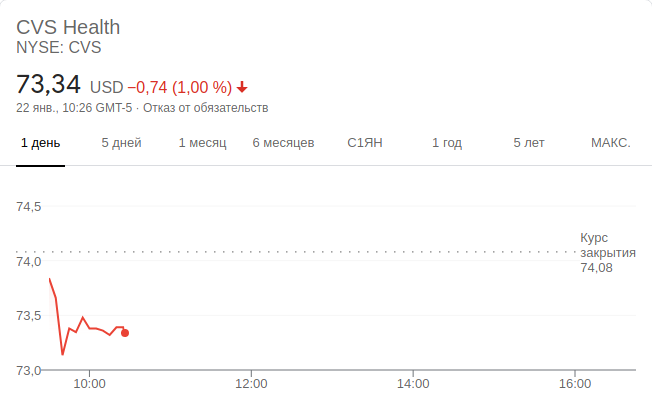 CVS Health
NYSE: CVS
73,34 USD −0,74 (1,00 %)
22 янв., 10:26 GMT-5 · Отказ от обязательств
1 день 5 дней 1 месяц 6 месяцев С1ЯН 1 год 5 лет МАКС.
74,5
Курс
закрытия
74,08
74,0
73,5
73,0
10:00 12:00 14:00 16:00